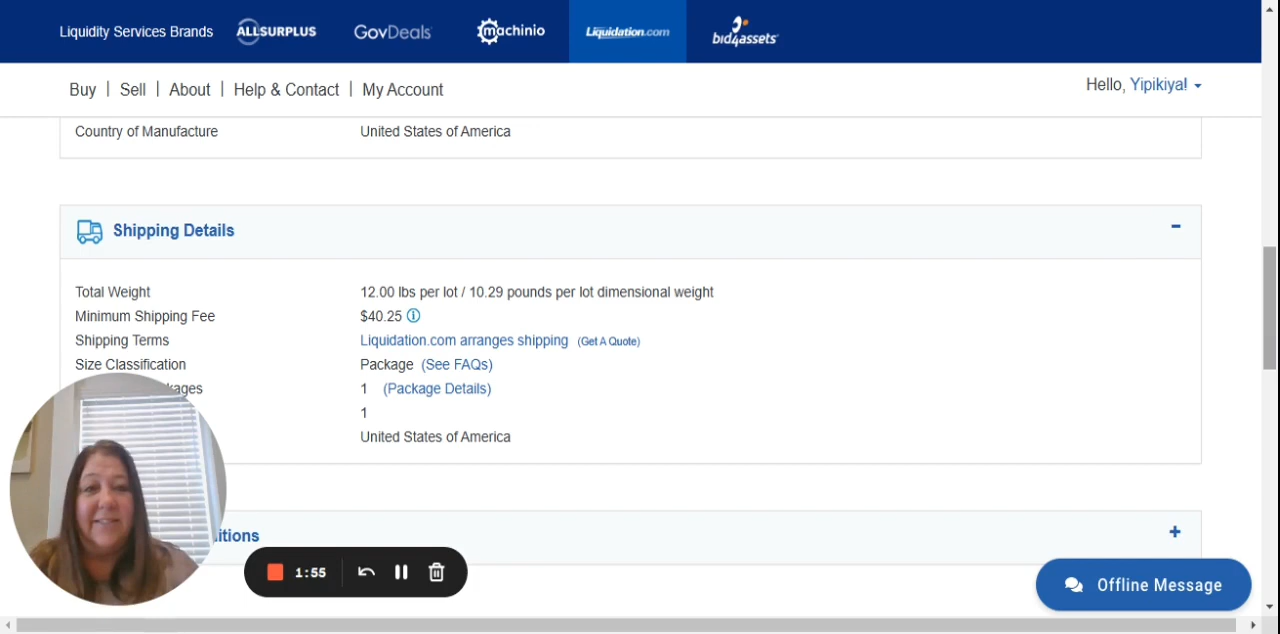 Liquidity Services Brands ALLSURPLUS GovDeals machinio Liquidation.com bid4assets
Buy | Sell | About | Help & Contact | My Account Hello, Yipikiya!
Country of Manufacture United States of America
Shipping Details
Total Weight 12.00 lbs per lot / 10.29 pounds per lot dimensional weight
Minimum Shipping Fee $40.25
Shipping Terms Liquidation.com arranges shipping (Get A Quote)
Size Classification Package (See FAQs)
kages 1 (Package Details)
1
United States of America
itions
1:55
Offline Message